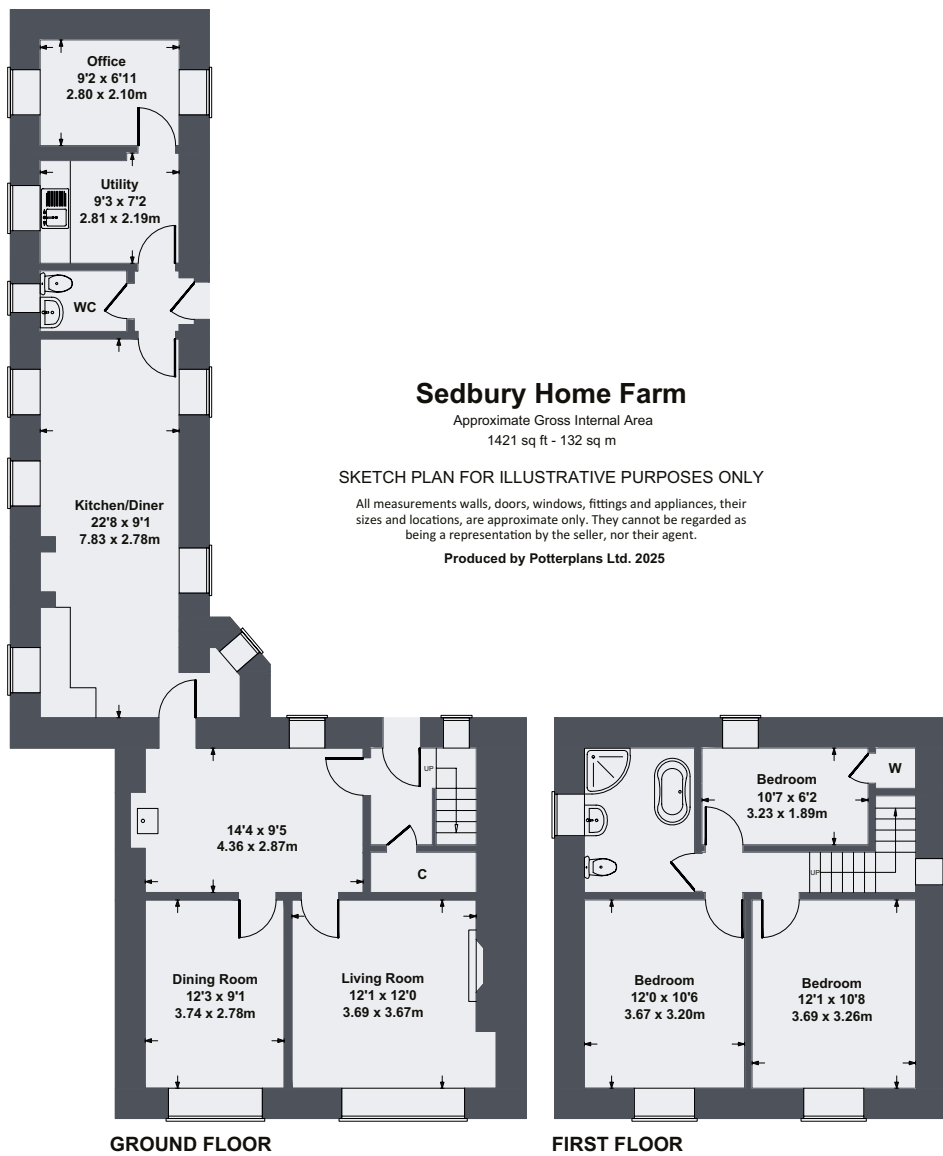 Office
9'2 x 6'11
2.80 x 2.10m
Utility
9'3 x 7'2
2.81 x 2.19m
WC
Kitchen/Diner
22'8 x 9'1
7.83 x 2.78m
Sedbury Home Farm
Approximate Gross Internal Area
1421 sq ft - 132 sq m
SKETCH PLAN FOR ILLUSTRATIVE PURPOSES ONLY
All measurements walls, doors, windows, fittings and appliances, their
sizes and locations, are approximate only. They cannot be regarded as
being a representation by the seller, nor their agent.
Produced by Potterplans Ltd. 2025
14'4 x 9'5
4.36 x 2.87m
UP
C
Dining Room
12'3 x 9'1
3.74 x 2.78m
Living Room
12'1 x 12'0
3.69 x 3.67m
GROUND FLOOR
Bedroom
10'7 x 6'2
3.23 x 1.89m
W
UP
Bedroom
12'0 x 10'6
3.67 x 3.20m
Bedroom
12'1 x 10'8
3.69 x 3.26m
FIRST FLOOR